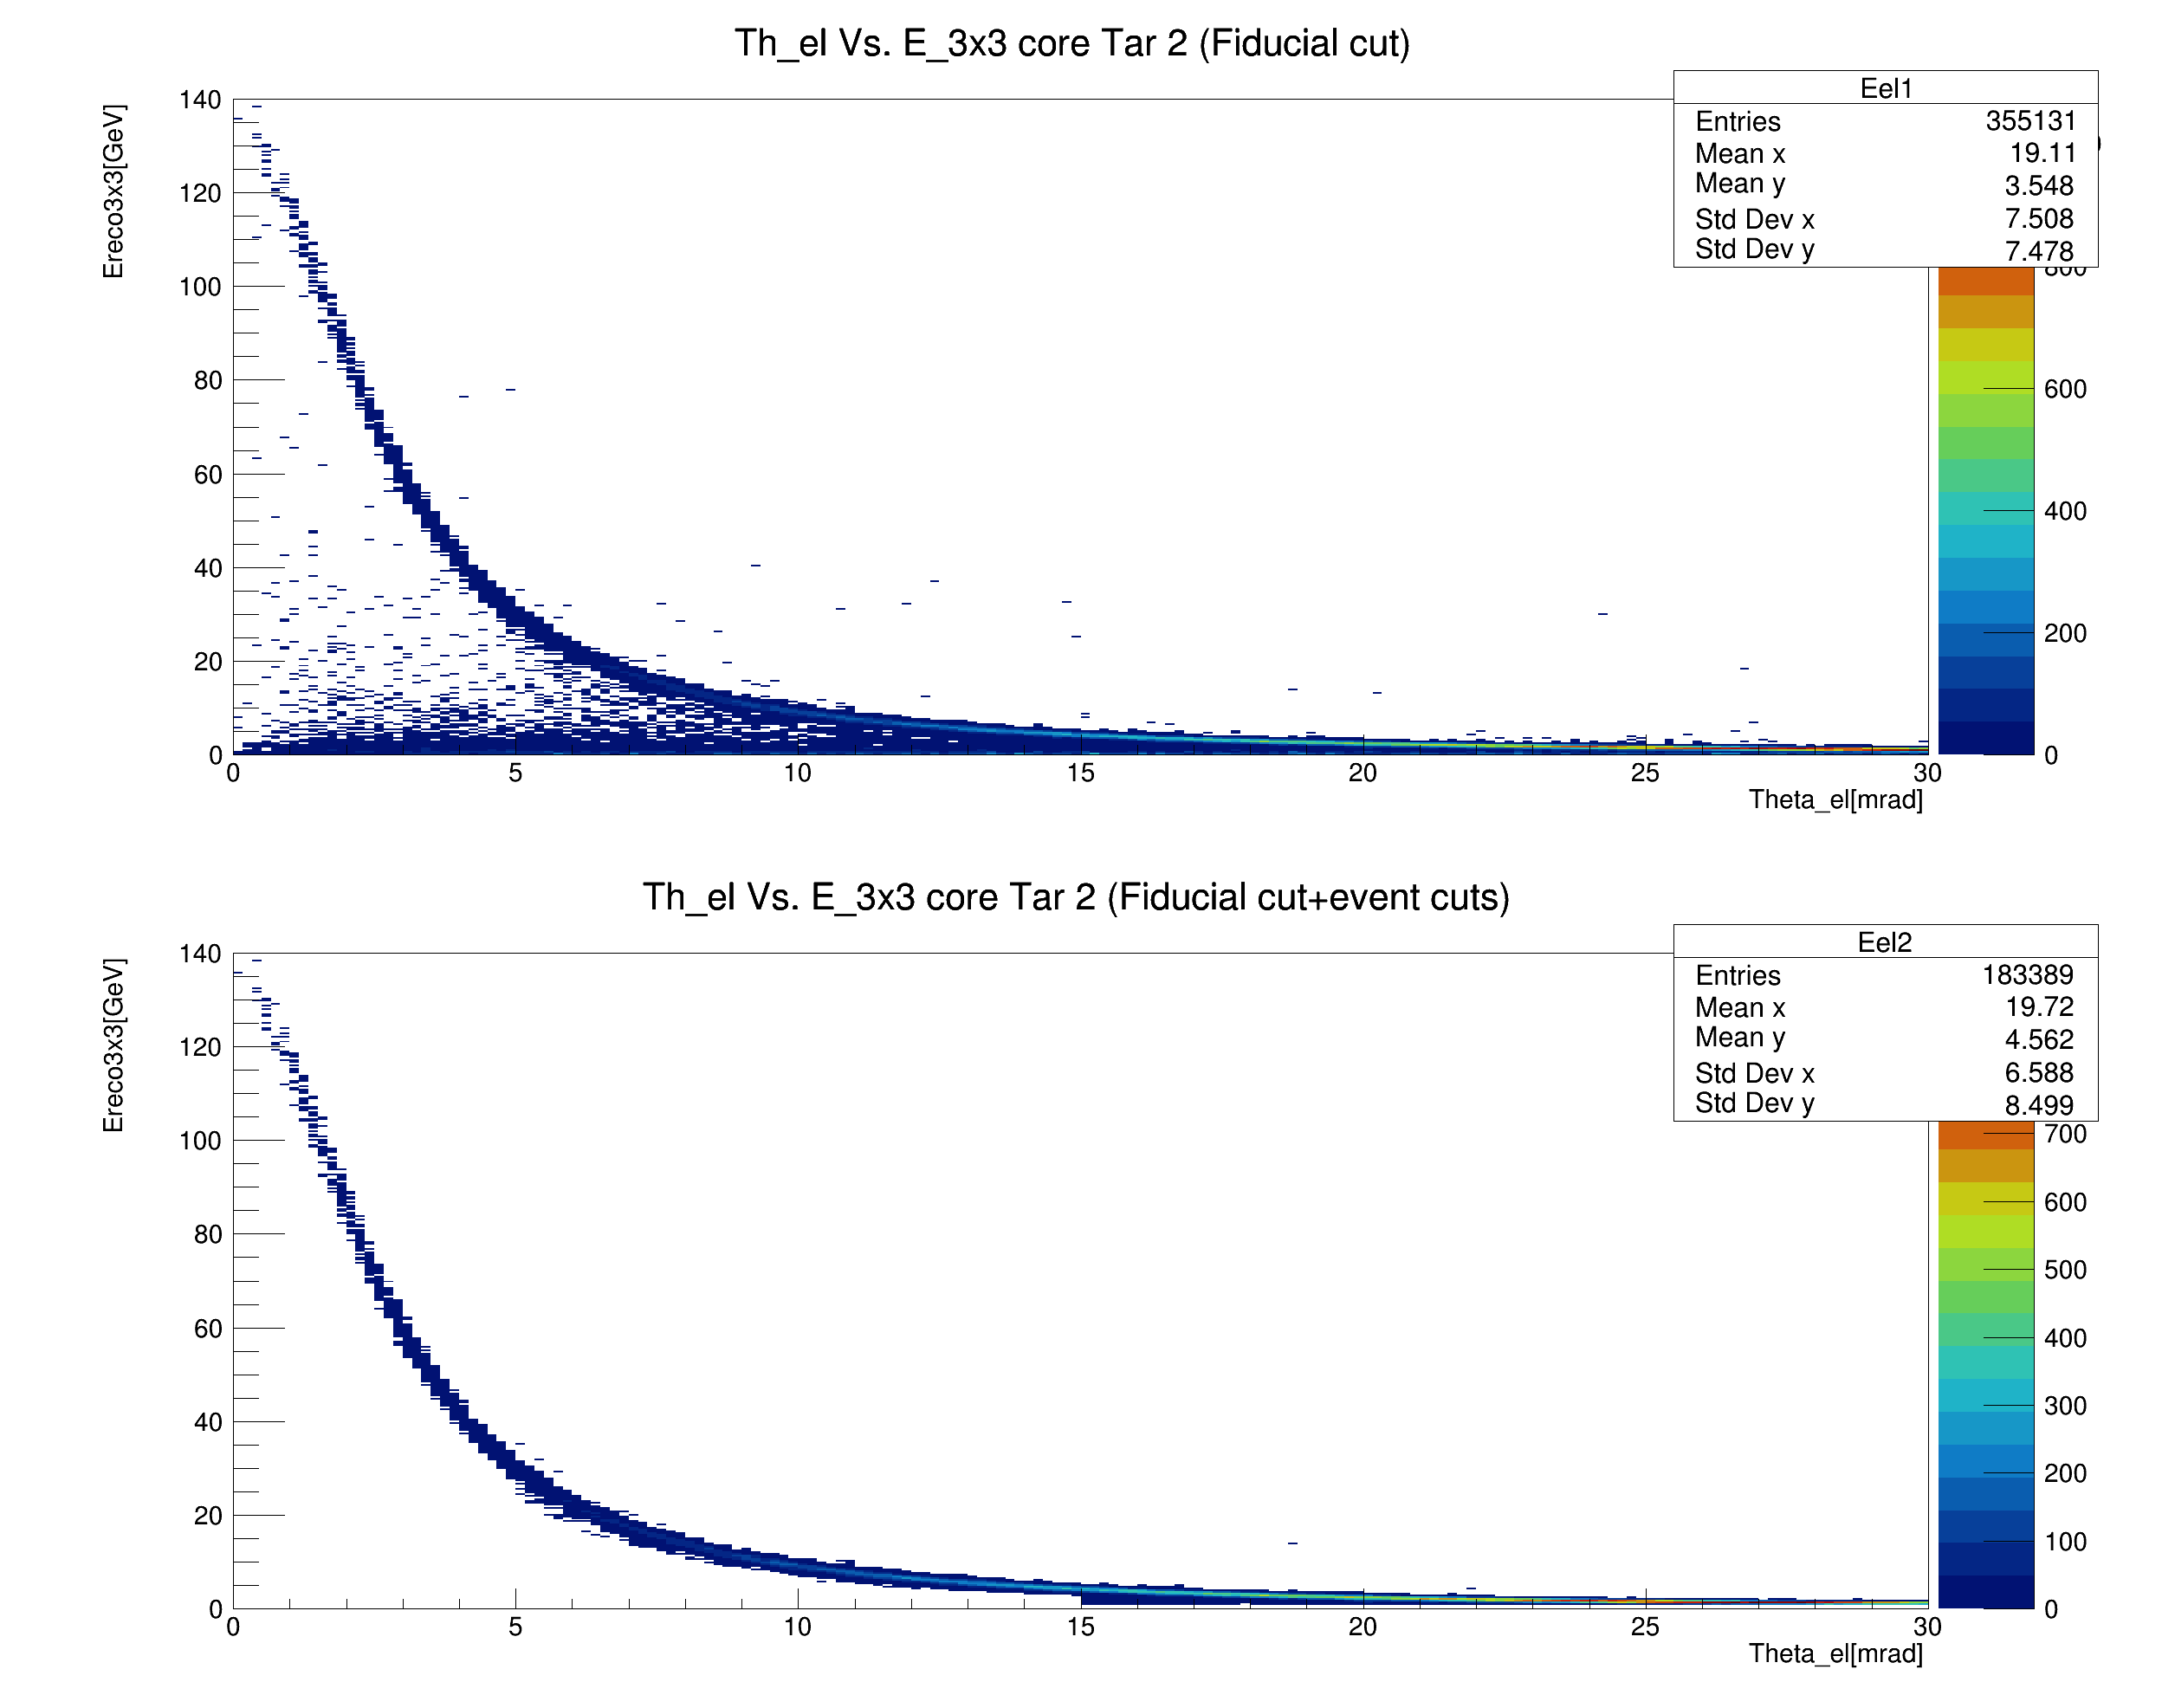 Th_el Vs. E_3x3 core Tar 2 (Fiducial cut)
Ereco3x3[GeV]
Eel1
Entries 355131
Mean x 19.11
Mean y 3.548
Std Dev x 7.508
Std Dev y 7.478
140
120
100
80
60
40
20
0
0 5 10 15 20 25 30
Theta_el[mrad]
800
600
400
200
0
Th_el Vs. E_3x3 core Tar 2 (Fiducial cut+event cuts)
Ereco3x3[GeV]
Eel2
Entries 183389
Mean x 19.72
Mean y 4.562
Std Dev x 6.588
Std Dev y 8.499
140
120
100
80
60
40
20
0
0 5 10 15 20 25 30
Theta_el[mrad]
700
600
500
400
300
200
100
0